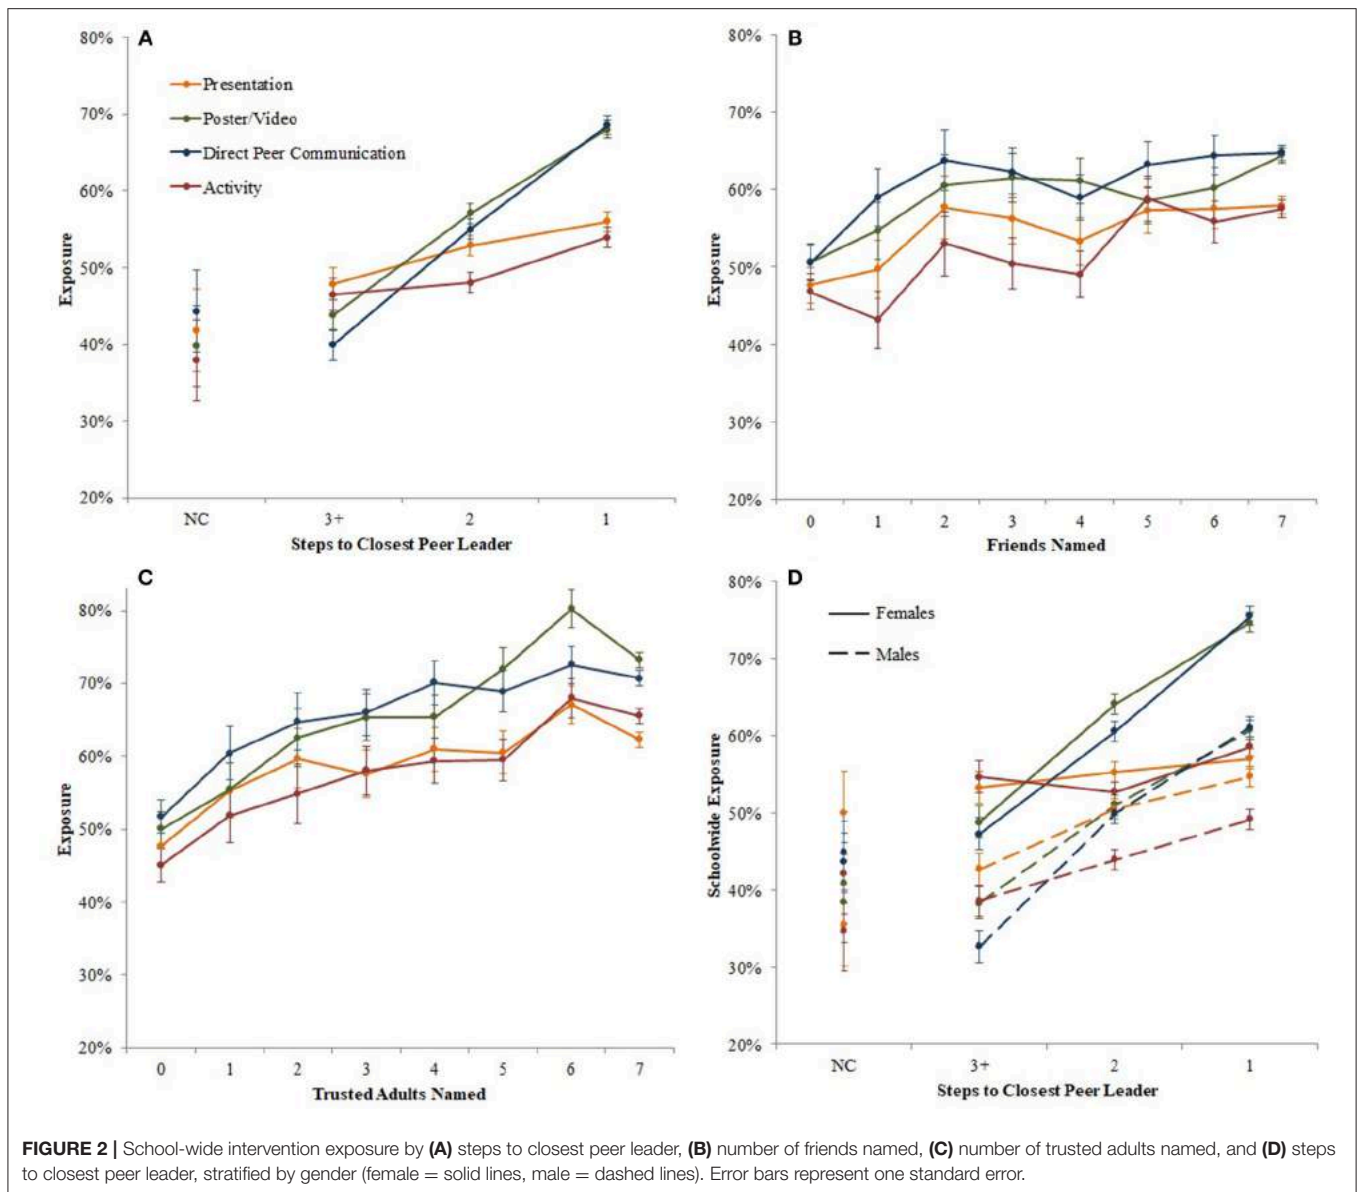 A
80%
70%
60%
50%
40%
30%
20%
Exposure
Presentation
Poster/Video
Direct Peer Communication
Activity
NC 3+ 2 1
Steps to Closest Peer Leader
B
80%
70%
60%
50%
40%
30%
20%
Exposure
0 1 2 3 4 5 6 7
Friends Named
C
80%
70%
60%
50%
40%
30%
20%
Exposure
0 1 2 3 4 5 6 7
Trusted Adults Named
D
80%
70%
60%
50%
40%
30%
20%
Schoolwide Exposure
Females
Males
NC 3+ 2 1
Steps to Closest Peer Leader
FIGURE 2 | School-wide intervention exposure by (A) steps to closest peer leader, (B) number of friends named, (C) number of trusted adults named, and (D) steps
to closest peer leader, stratified by gender (female = solid lines, male = dashed lines). Error bars represent one standard error.